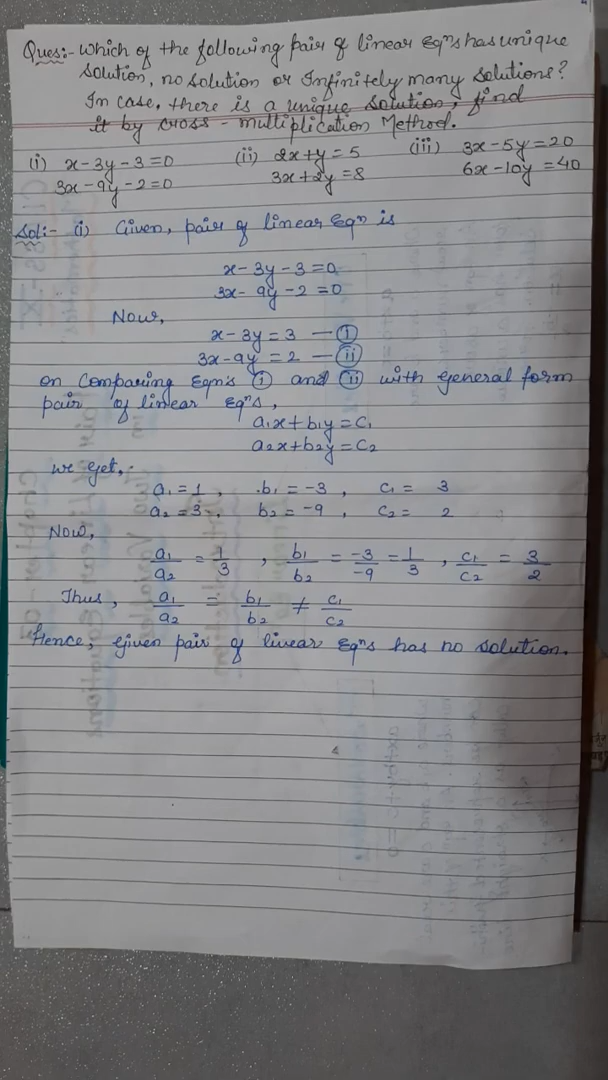 Ques:- Which of the following pair of linear Eqns has unique
solution, no solution or Infinitely many solutions?
In case, there is a unique solution, find
it by cross-multiplication Method.
(i) x-3y-3=0 (ii) 2x+y=5 (iii) 3x-5y=20
3x-9y-2=0 3x+2y=8 6x-10y=40
Sol:- (i) Given, pair of linear Eqn is
x-3y-3=0
3x-9y-2=0
Now,
x-3y=3 —(i)
3x-9y=2 —(ii)
on Comparing Eqn's (i) and (ii) with general form
pair of linear Eqns,
a1x+b1y=c1
a2x+b2y=c2
we get,-
a1=1, b1=-3, c1= 3
a2=3, b2=-9, c2= 2
Now,
a1/a2 = 1/3, b1/b2 = -3/-9 = 1/3, c1/c2 = 3/2
Thus, a1/a2 = b1/b2 ≠ c1/c2
Hence, given pair of linear Eqns has no solution.